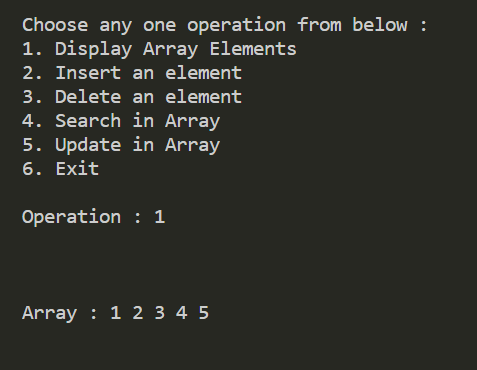 Choose any one operation from below :
1. Display Array Elements
2. Insert an element
3. Delete an element
4. Search in Array
5. Update in Array
6. Exit
Operation : 1
Array : 1 2 3 4 5